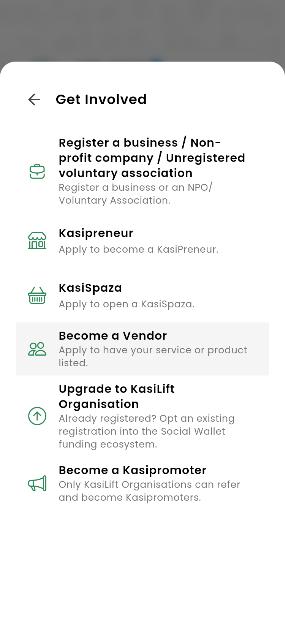 Get Involved
Register a business / Non-
profit company / Unregistered
voluntary association
Register a business or an NPO/
Voluntary Association.
Kasipreneur
Apply to become a KasiPreneur.
KasiSpaza
Apply to open a KasiSpaza.
Become a Vendor
Apply to have your service or product
listed.
Upgrade to KasiLift
Organisation
Already registered? Opt an existing
registration into the Social Wallet
funding ecosystem.
Become a Kasipromoter
Only KasiLift Organisations can refer
and become Kasipromoters.